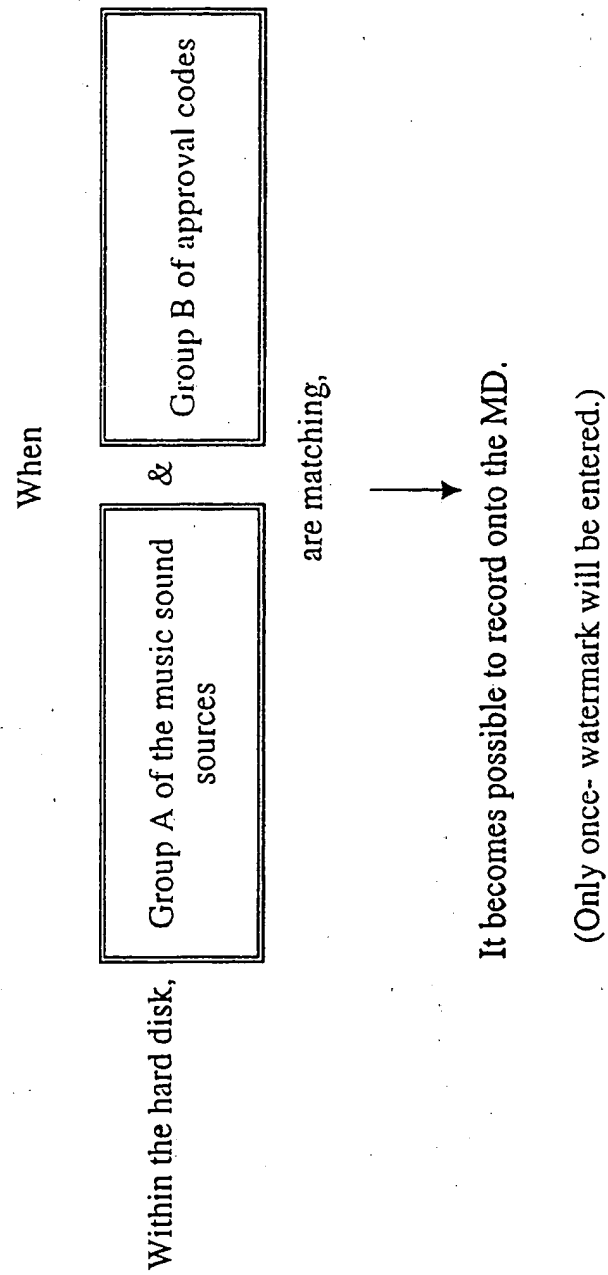 When
Within the hard disk,
Group A of the music sound
sources
&
Group B of approval codes
are matching,
It becomes possible to record onto the MD.
(Only once- watermark will be entered.)